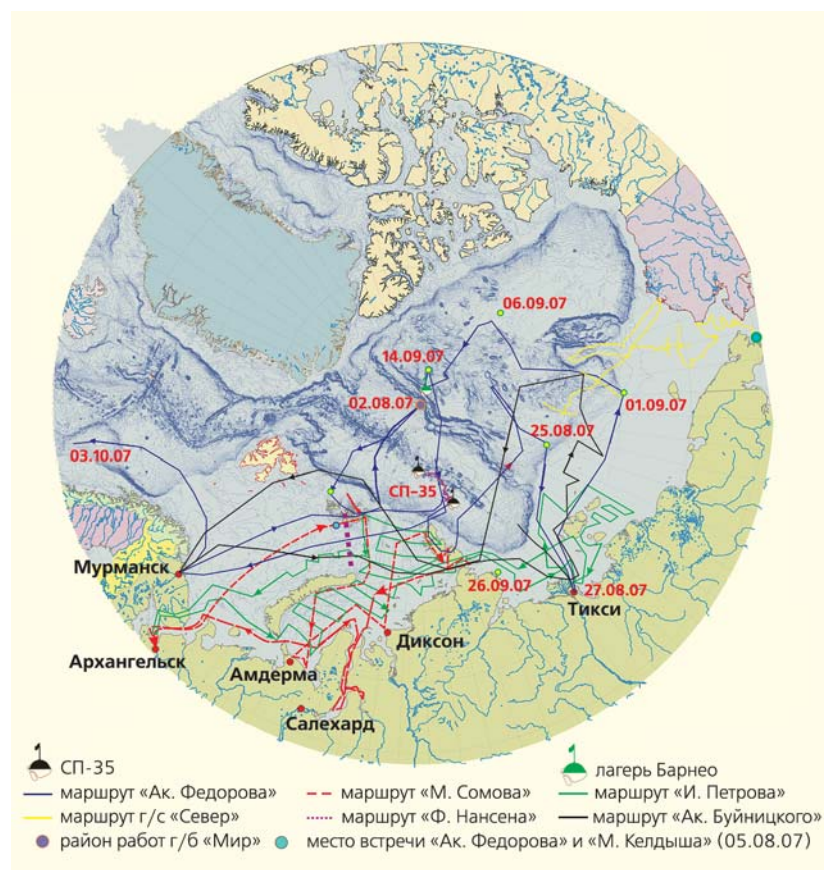 06.09.07
14.09.07
02.08.07
01.09.07
25.08.07
03.10.07
СП-35
Мурманск
26.09.07
27.08.07
Тикси
Диксон
Архангельск
Амдерма
Салехард
СП-35
лагерь Барнео
маршрут «Ак. Федорова»
маршрут «М. Сомова»
маршрут «И. Петрова»
маршрут г/с «Север»
маршрут «Ф. Нансена»
маршрут «Ак. Буйницкого»
район работ г/б «Мир»
место встречи «Ак. Федорова» и «М. Келдыша» (05.08.07)